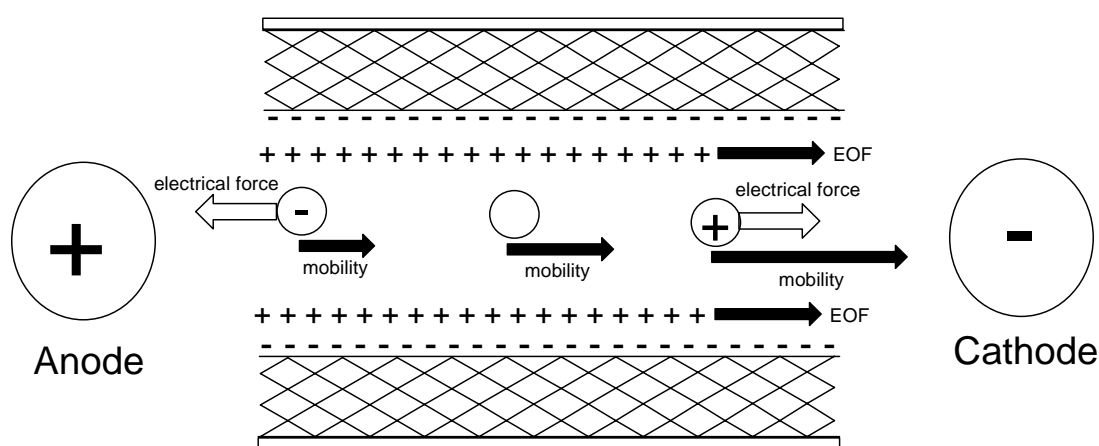 - - - - - - - - - - - - - - - - - - - - - -
+ + + + + + + + + + + + + + + + + + EOF
electrical force
electrical force
+
-
+
-
mobility
mobility
mobility
+ + + + + + + + + + + + + + + + + + EOF
- - - - - - - - - - - - - - - - - - - - - -
Anode
Cathode